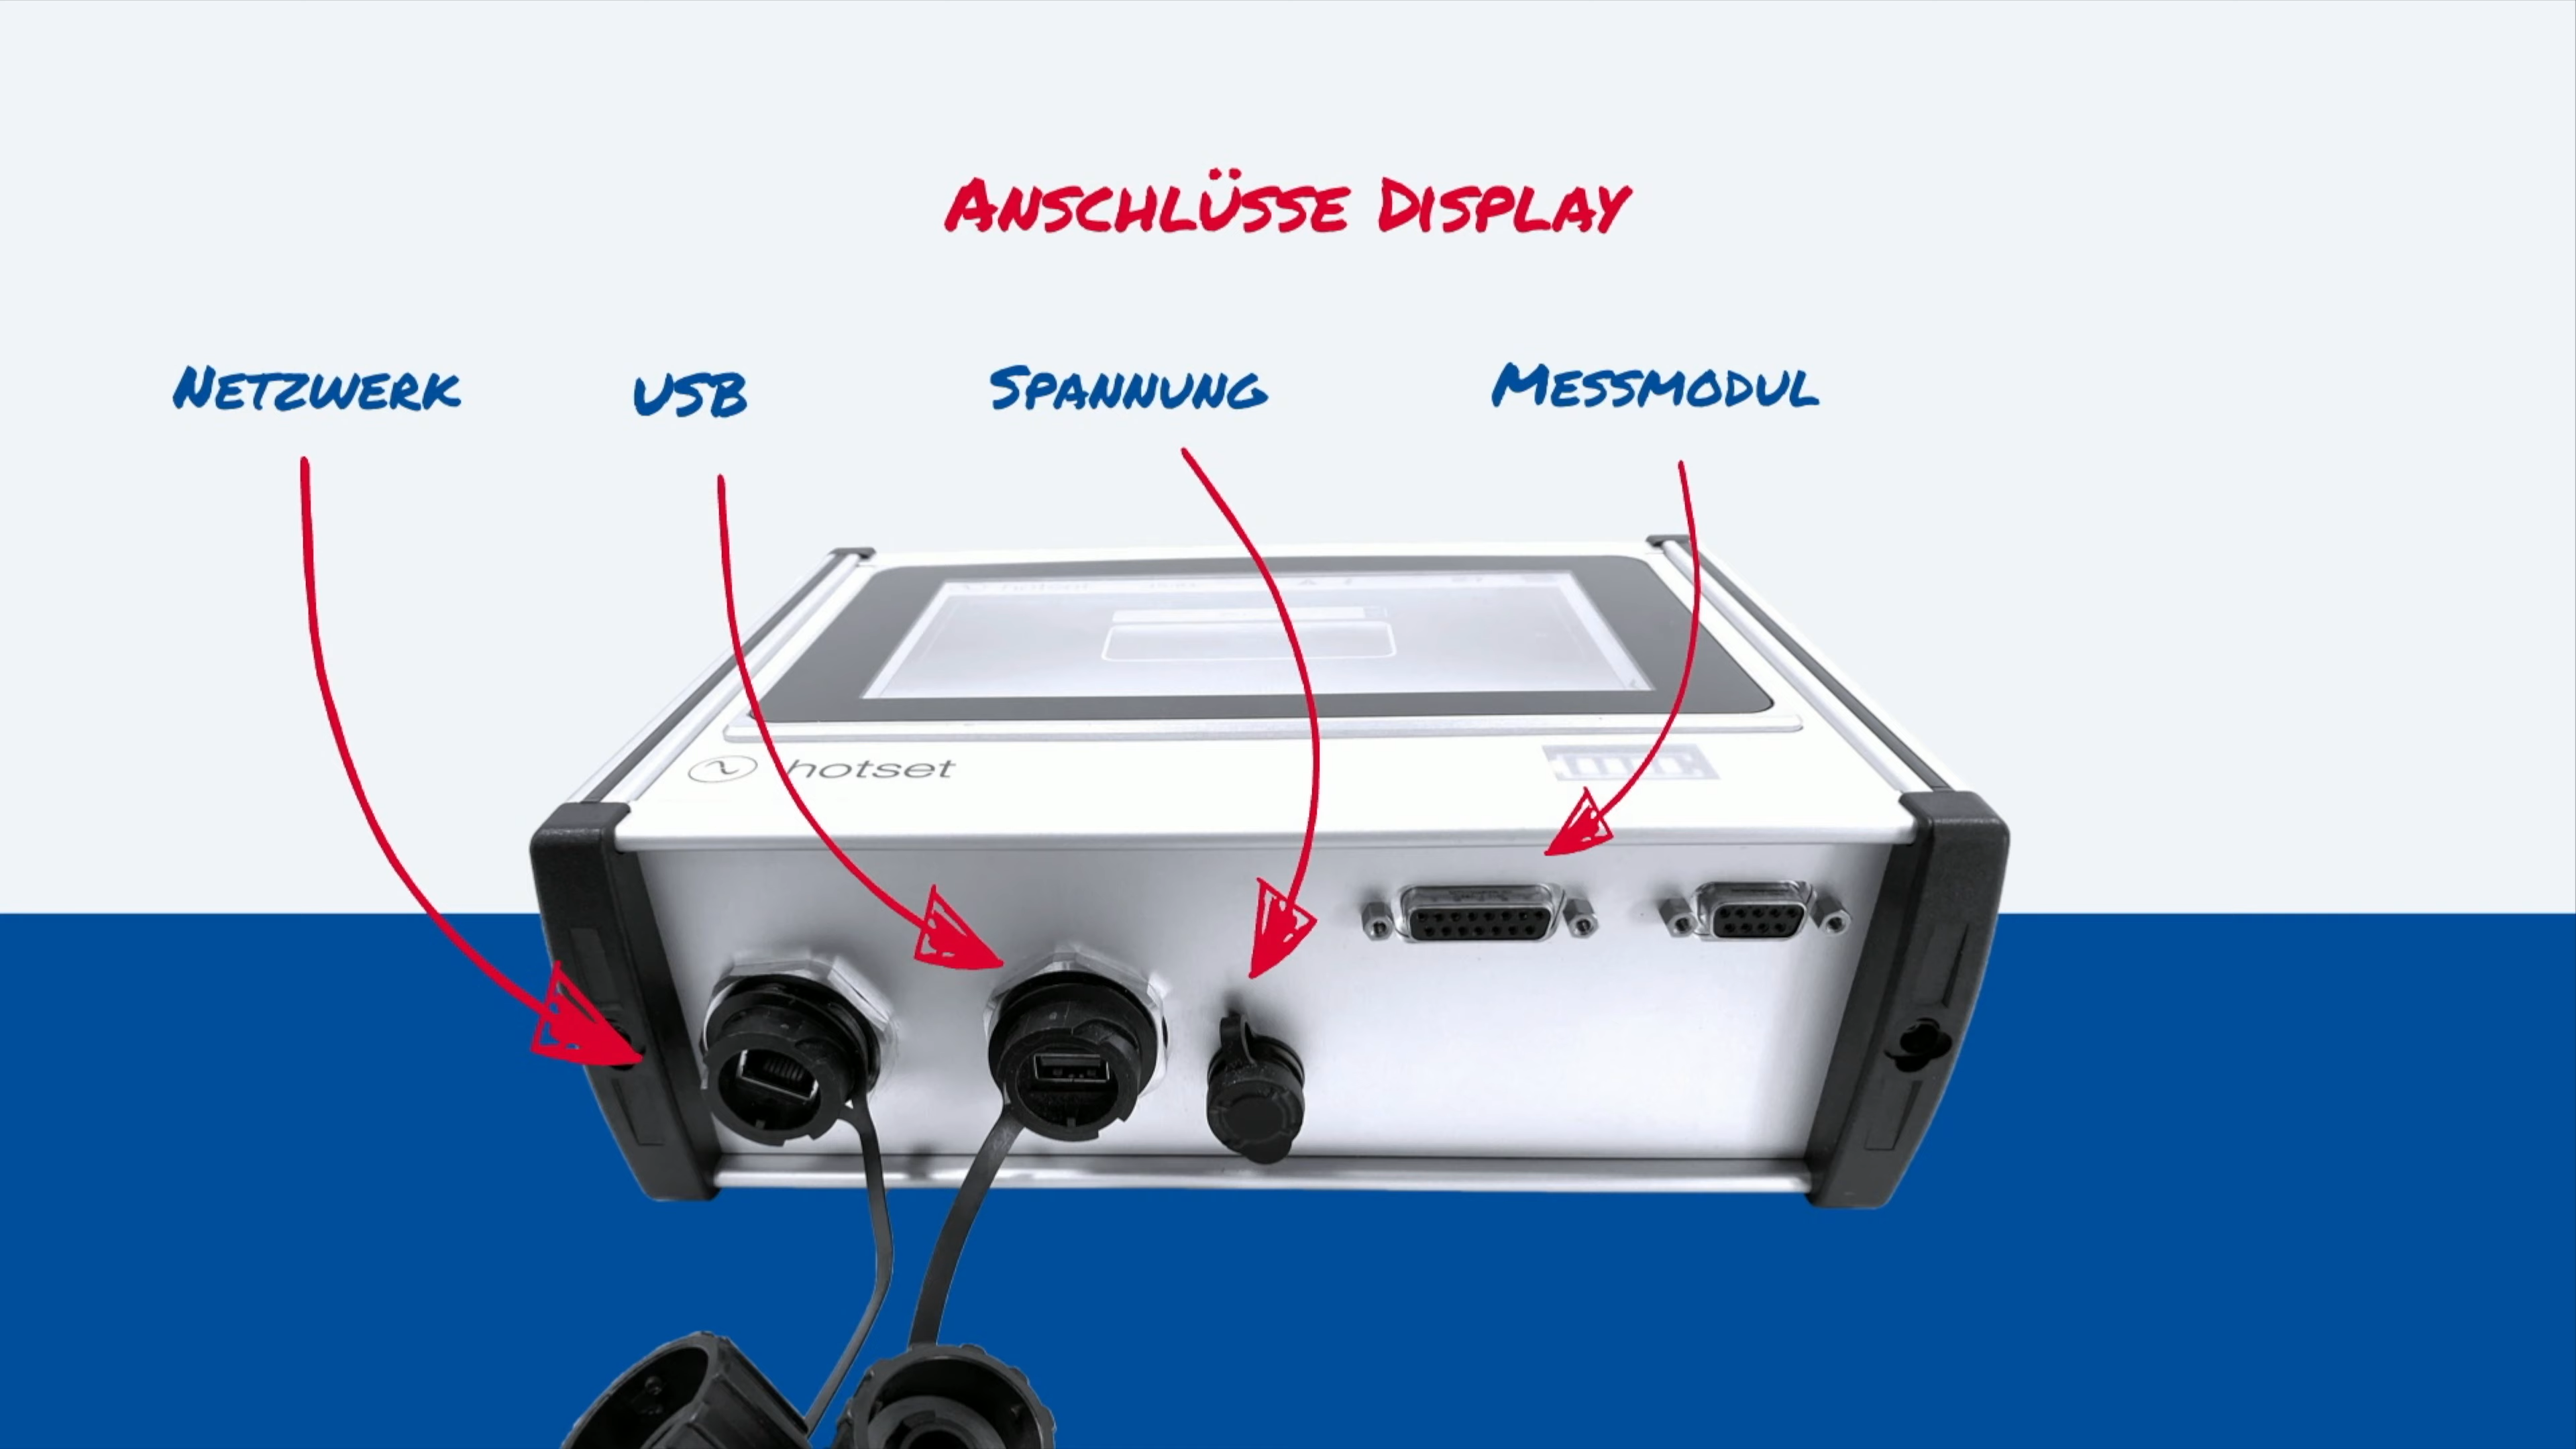 Anschlüsse Display
Netzwerk
USB
Spannung
Messmodul
hotset